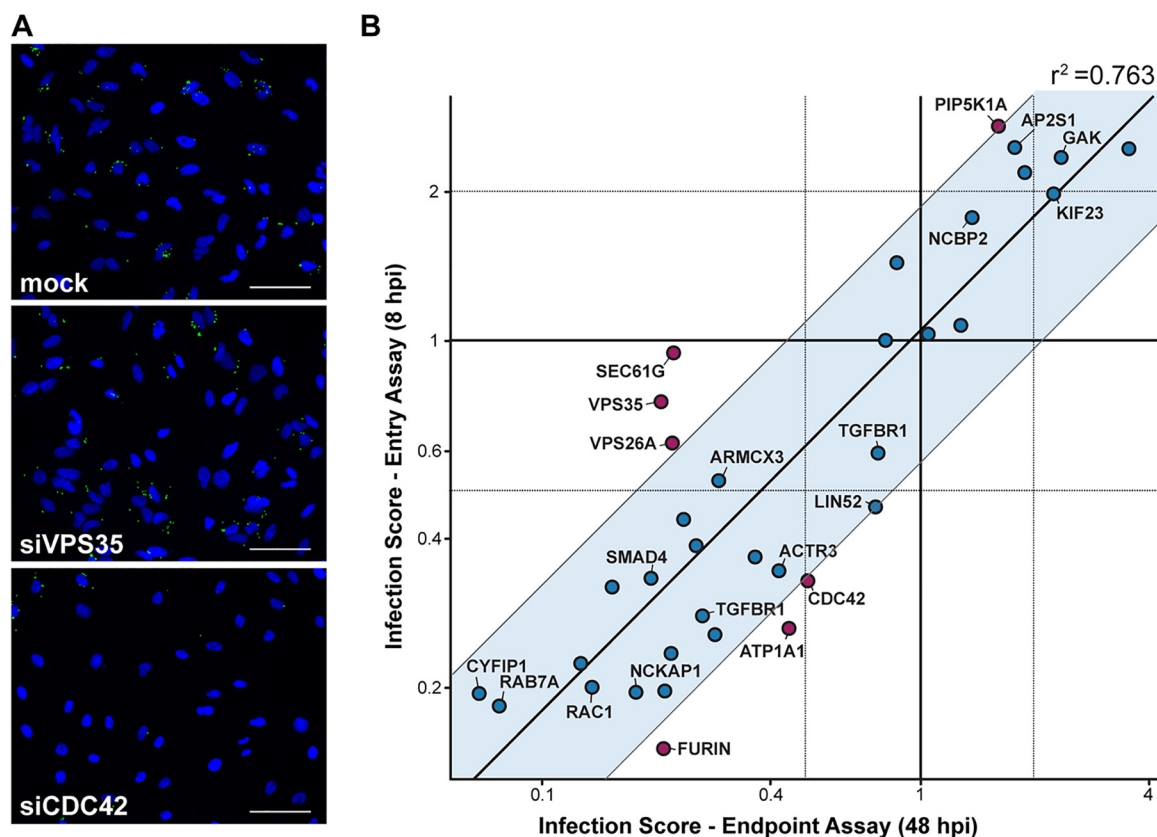 A
mock
siVPS35
siCDC42
B
r² =0.763
PIP5K1A
AP2S1
GAK
KIF23
NCBP2
SEC61G
VPS35
VPS26A
TGFBR1
ARMCX3
LIN52
SMAD4
ACTR3
CDC42
TGFBR1
ATP1A1
CYFIP1
RAB7A
NCKAP1
RAC1
FURIN
2
1
0.6
0.4
0.2
Infection Score - Entry Assay (8 hpi)
0.1
0.4
1
4
Infection Score - Endpoint Assay (48 hpi)